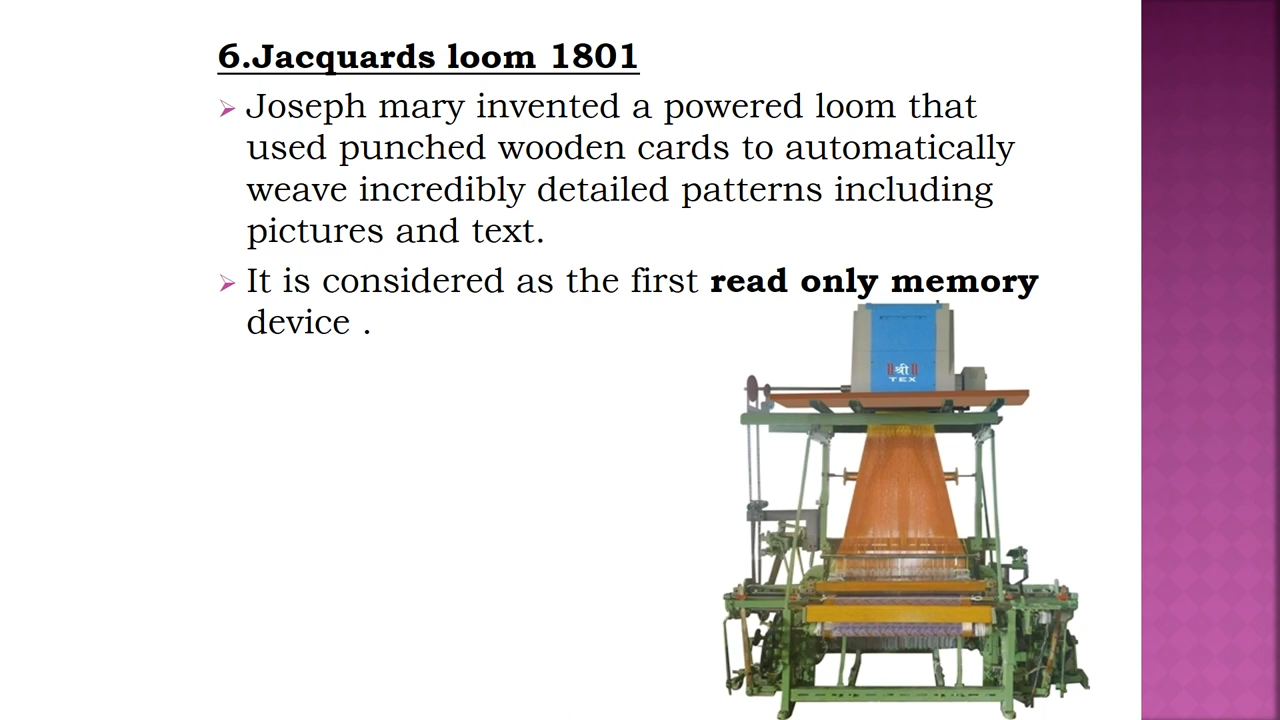 6.Jacquards loom 1801
Joseph mary invented a powered loom that
used punched wooden cards to automatically
weave incredibly detailed patterns including
pictures and text.
It is considered as the first read only memory
device .
श्री
TEX